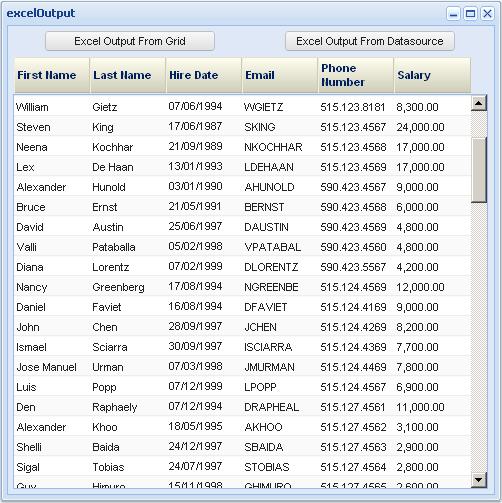 excelOutput
Excel Output From Grid Excel Output From Datasource
First Name Last Name Hire Date Email Phone Number Salary
William Gietz 07/06/1994 WGIETZ 515.123.8181 8,300.00
Steven King 17/06/1987 SKING 515.123.4567 24,000.00
Neena Kochhar 21/09/1989 NKOCHHAR 515.123.4568 17,000.00
Lex De Haan 13/01/1993 LDEHAAN 515.123.4569 17,000.00
Alexander Hunold 03/01/1990 AHUNOLD 590.423.4567 9,000.00
Bruce Ernst 21/05/1991 BERNST 590.423.4568 6,000.00
David Austin 25/06/1997 DAUSTIN 590.423.4569 4,800.00
Valli Pataballa 05/02/1998 VPATABAL 590.423.4560 4,800.00
Diana Lorentz 07/02/1999 DLORENTZ 590.423.5567 4,200.00
Nancy Greenberg 17/08/1994 NGREENBE 515.124.4569 12,000.00
Daniel Faviet 16/08/1994 DFAVIET 515.124.4169 9,000.00
John Chen 28/09/1997 JCHEN 515.124.4269 8,200.00
Ismael Sciarra 30/09/1997 ISCIARRA 515.124.4369 7,700.00
Jose Manuel Urman 07/03/1998 JMURMAN 515.124.4469 7,800.00
Luis Popp 07/12/1999 LPOPP 515.124.4567 6,900.00
Den Raphaely 07/12/1994 DRAPHEAL 515.127.4561 11,000.00
Alexander Khoo 18/05/1995 AKHOO 515.127.4562 3,100.00
Shelli Baida 24/12/1997 SBAIDA 515.127.4563 2,900.00
Sigal Tobias 24/07/1997 STOBIAS 515.127.4564 2,800.00
Guy Himuro 15/11/1998 GHIMURO 515.127.4565 2,600.00